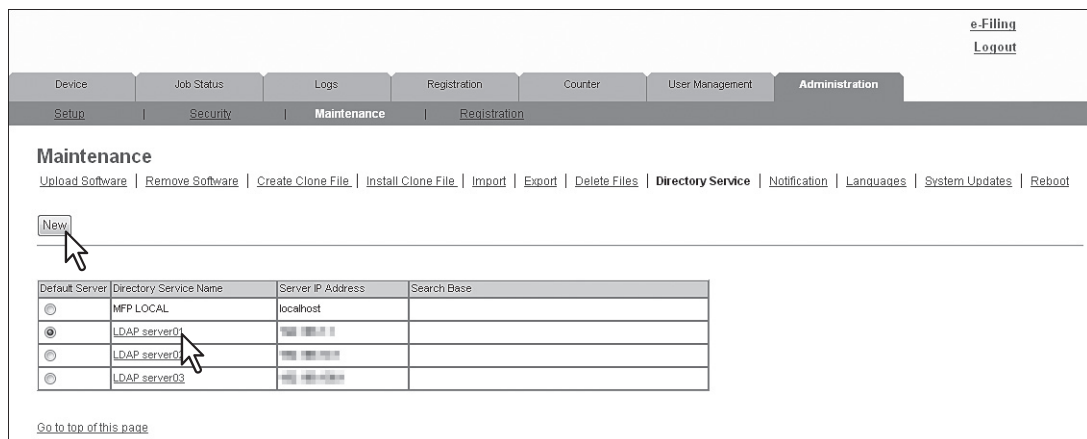 e-Filing
Logout
Device Job Status Logs Registration Counter User Management Administration
Setup | Security | Maintenance | Registration
Maintenance
Upload Software | Remove Software | Create Clone File | Install Clone File | Import | Export | Delete Files | Directory Service | Notification | Languages | System Updates | Reboot
New
Default Server Directory Service Name Server IP Address Search Base
MFP LOCAL localhost
LDAP server01
LDAP server02
LDAP server03
Go to top of this page